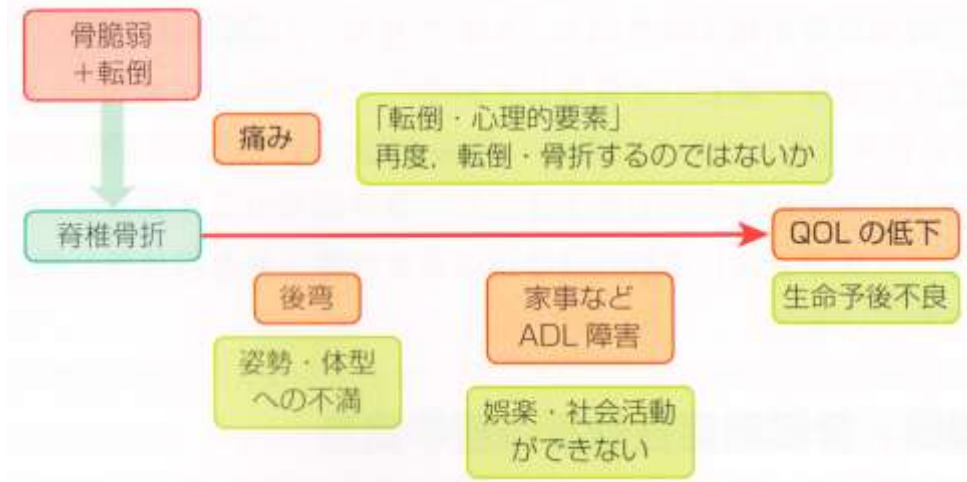 骨脆弱
＋転倒
痛み
「転倒・心理的要素」
再度，転倒・骨折するのではないか
脊椎骨折
QOL の低下
後弯
家事など
ADL 障害
生命予後不良
姿勢・体型
への不満
娯楽・社会活動
ができない